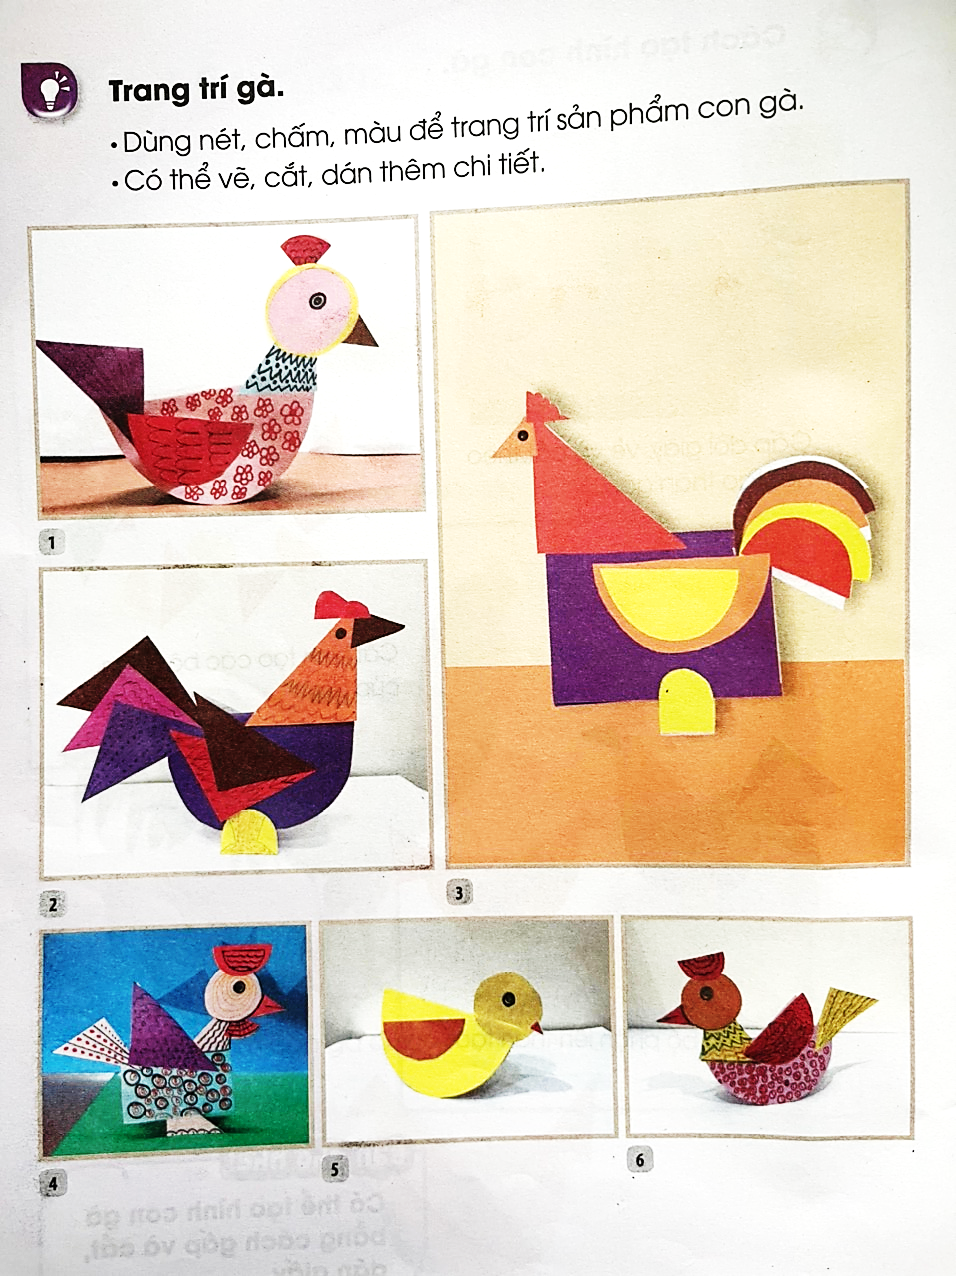 Trang trí gà.
• Dùng nét, chấm, màu để trang trí sản phẩm con gà.
• Có thể vẽ, cắt, dán thêm chi tiết.
1
2
3
4
5
6